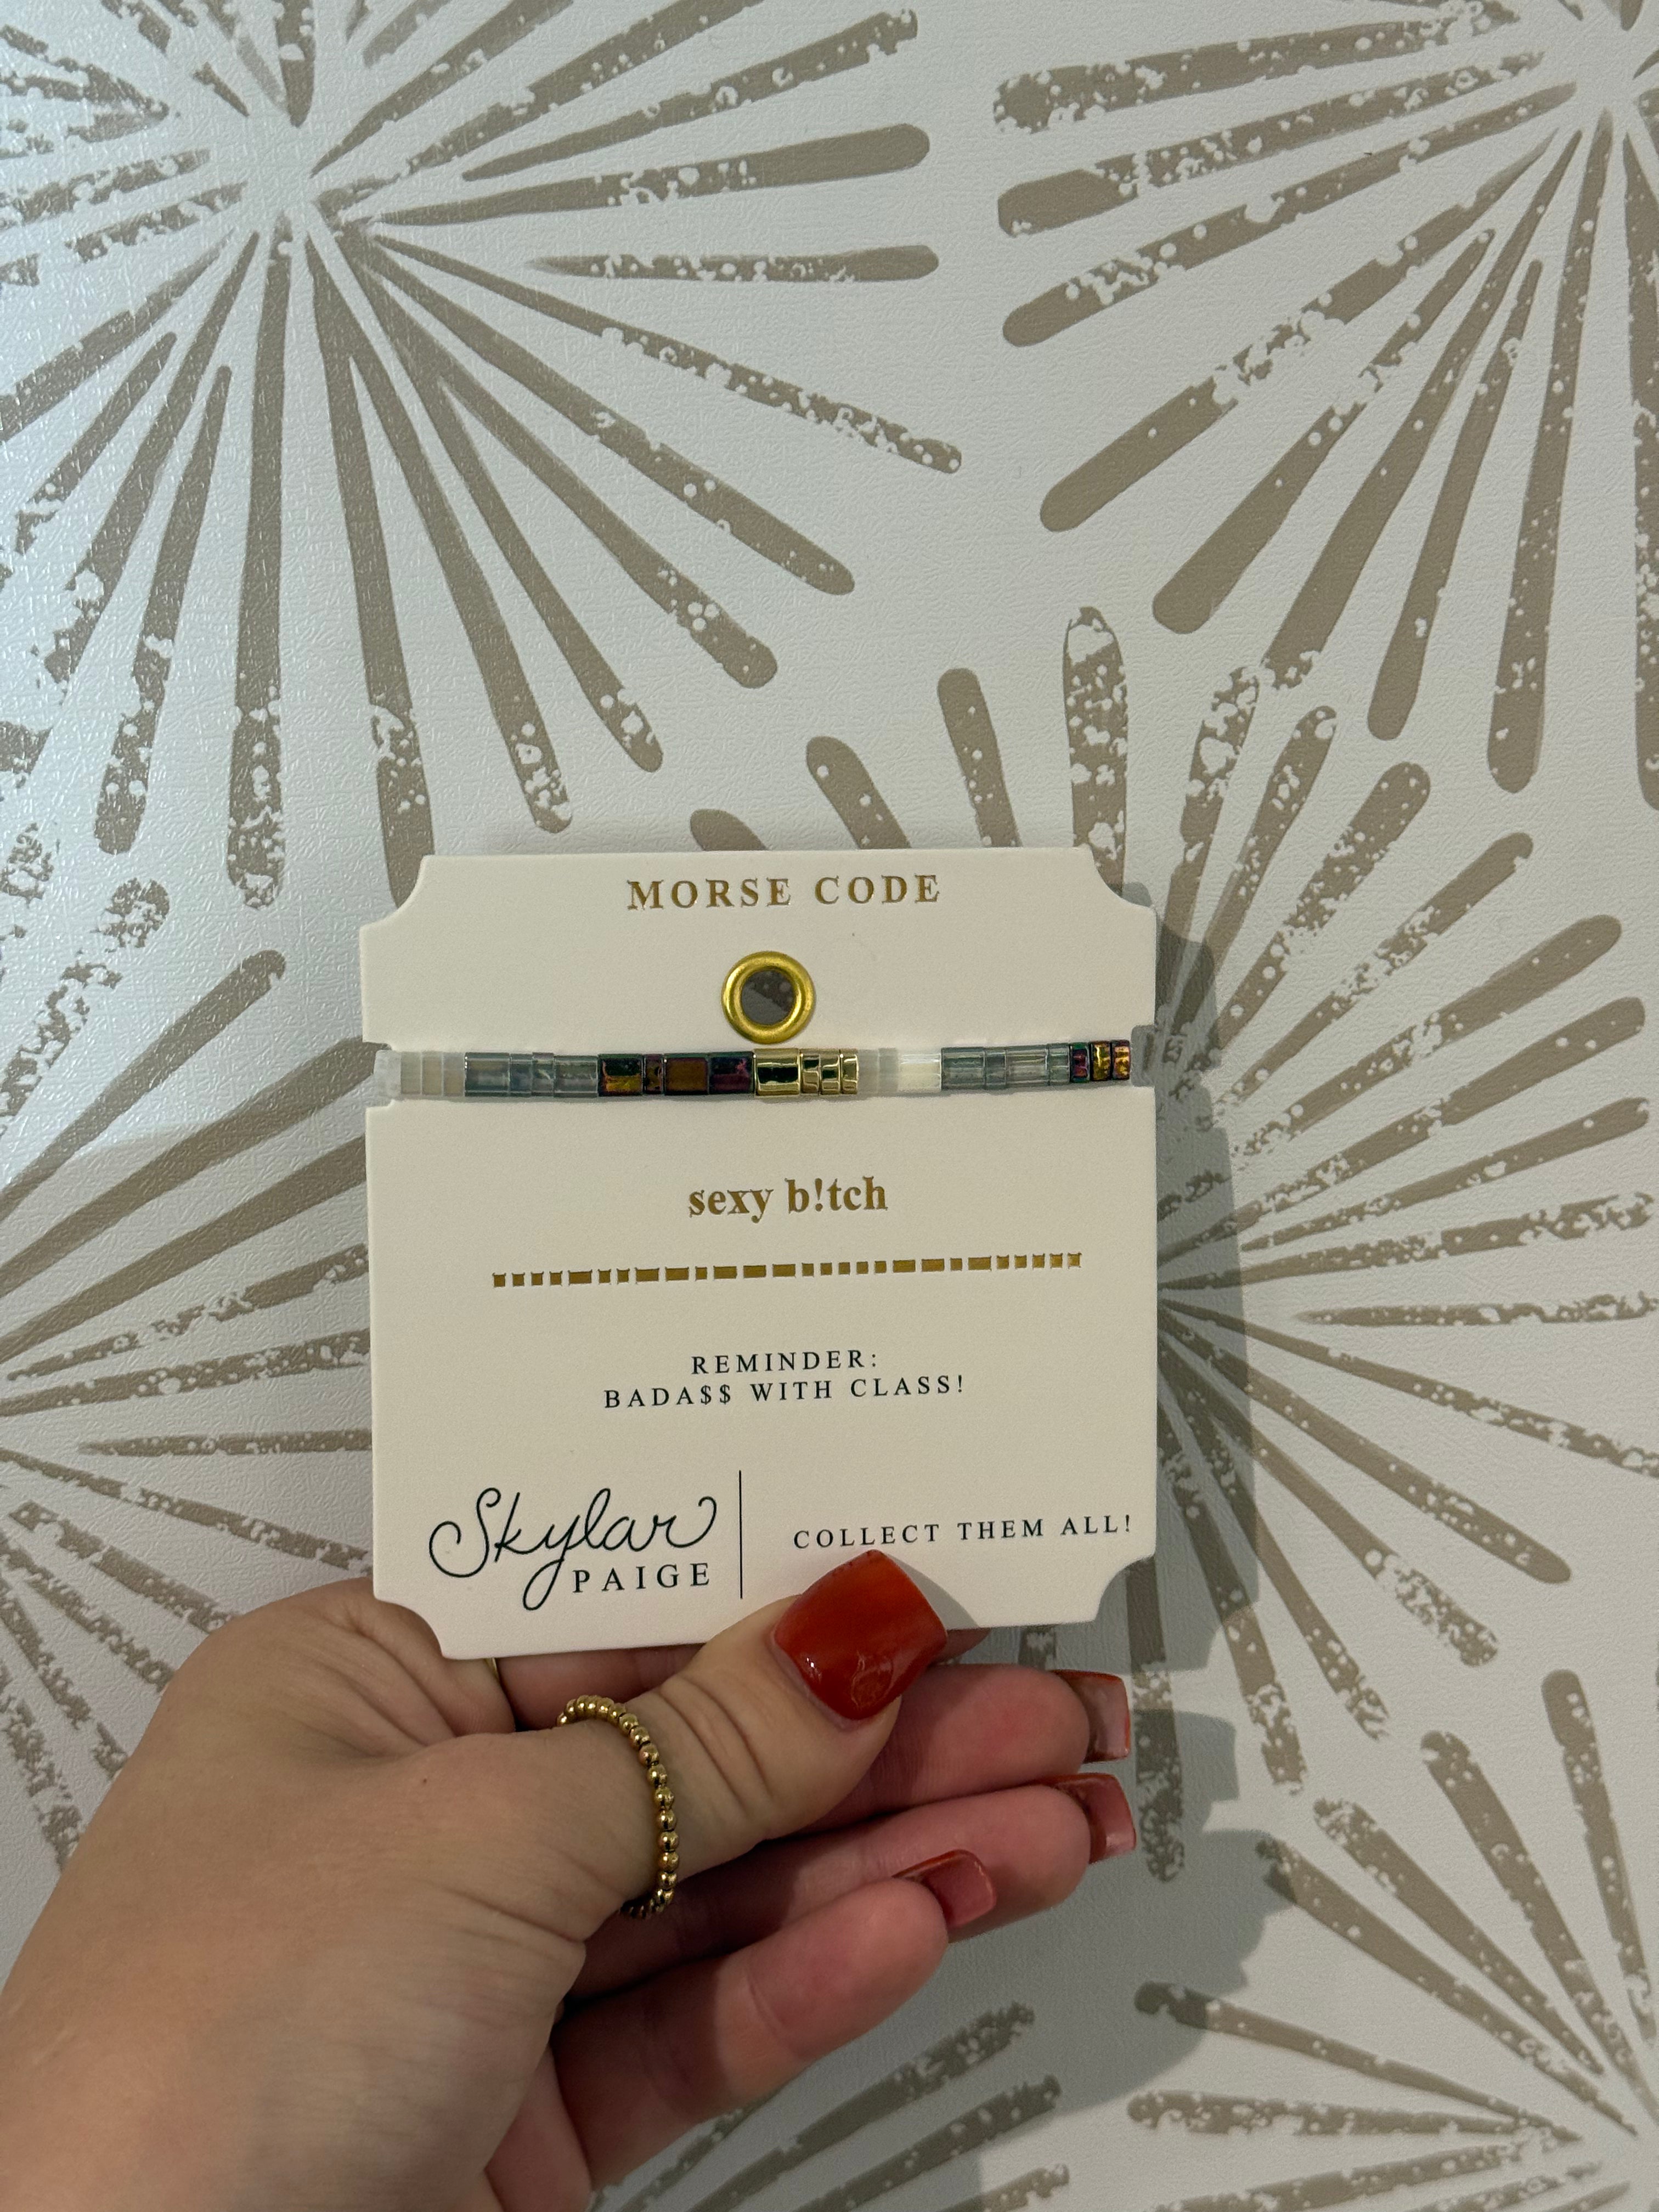 MORSE CODE
sexy b!tch
REMINDER:
BADA$$ WITH CLASS!
Skylar
PAIGE
COLLECT THEM ALL!